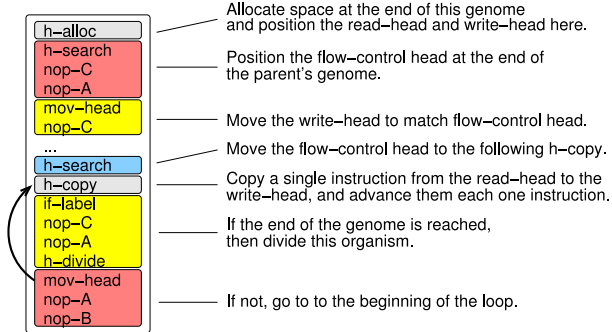 h-alloc
h-search
nop-C
nop-A
mov-head
nop-C
...
h-search
h-copy
if-label
nop-C
nop-A
h-divide
mov-head
nop-A
nop-B
Allocate space at the end of this genome
and position the read-head and write-head here.
Position the flow-control head at the end of
the parent's genome.
Move the write-head to match flow-control head.
Move the flow-control head to the following h-copy.
Copy a single instruction from the read-head to the
write-head, and advance them each one instruction.
If the end of the genome is reached,
then divide this organism.
If not, go to to the beginning of the loop.